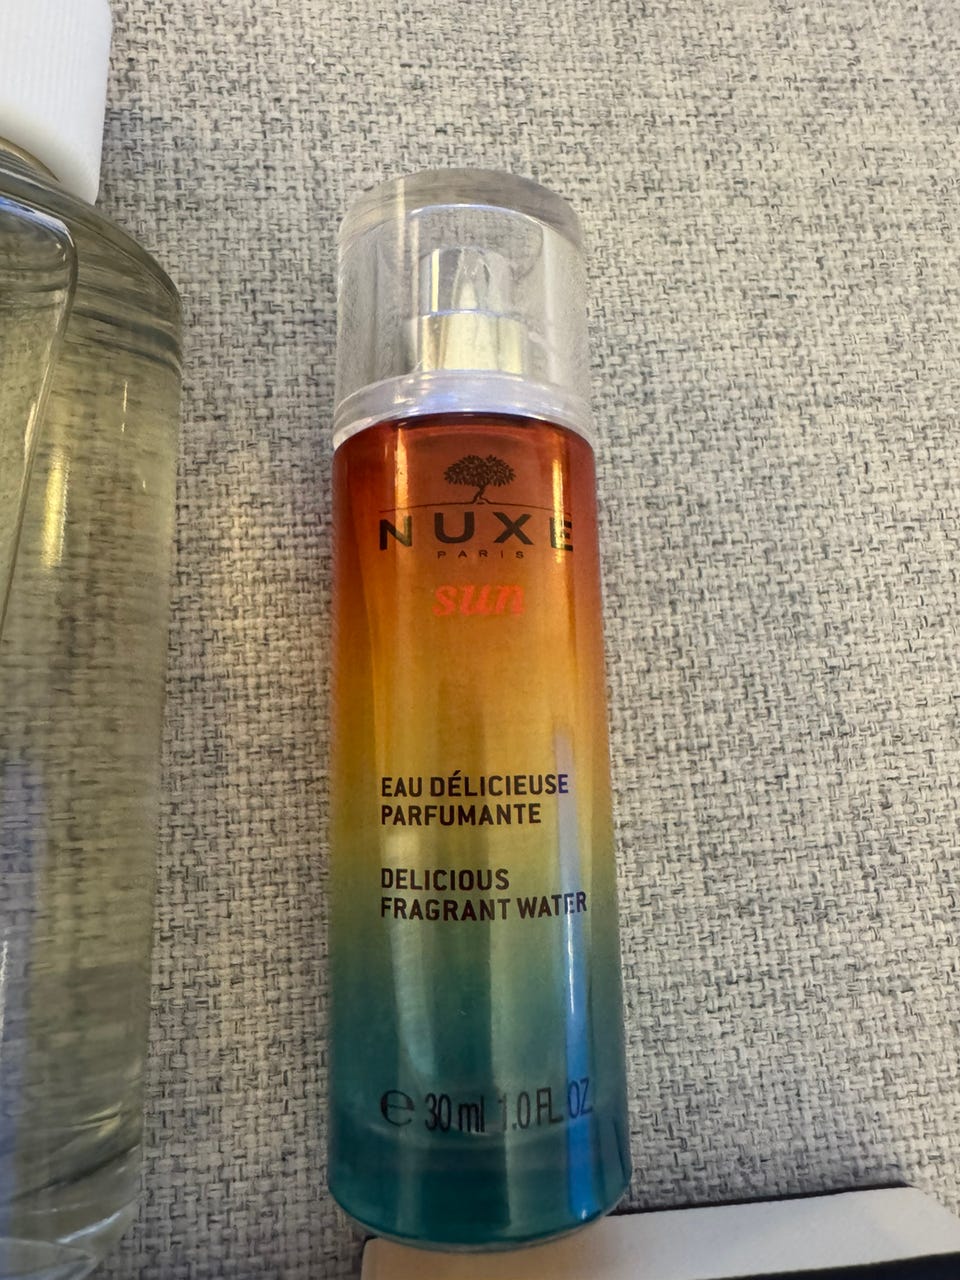 NUXE
PARIS
sun
EAU DÉLICIEUSE
PARFUMANTE
DELICIOUS
FRAGRANT WATER
℮ 30 ml 1.0 FL. OZ